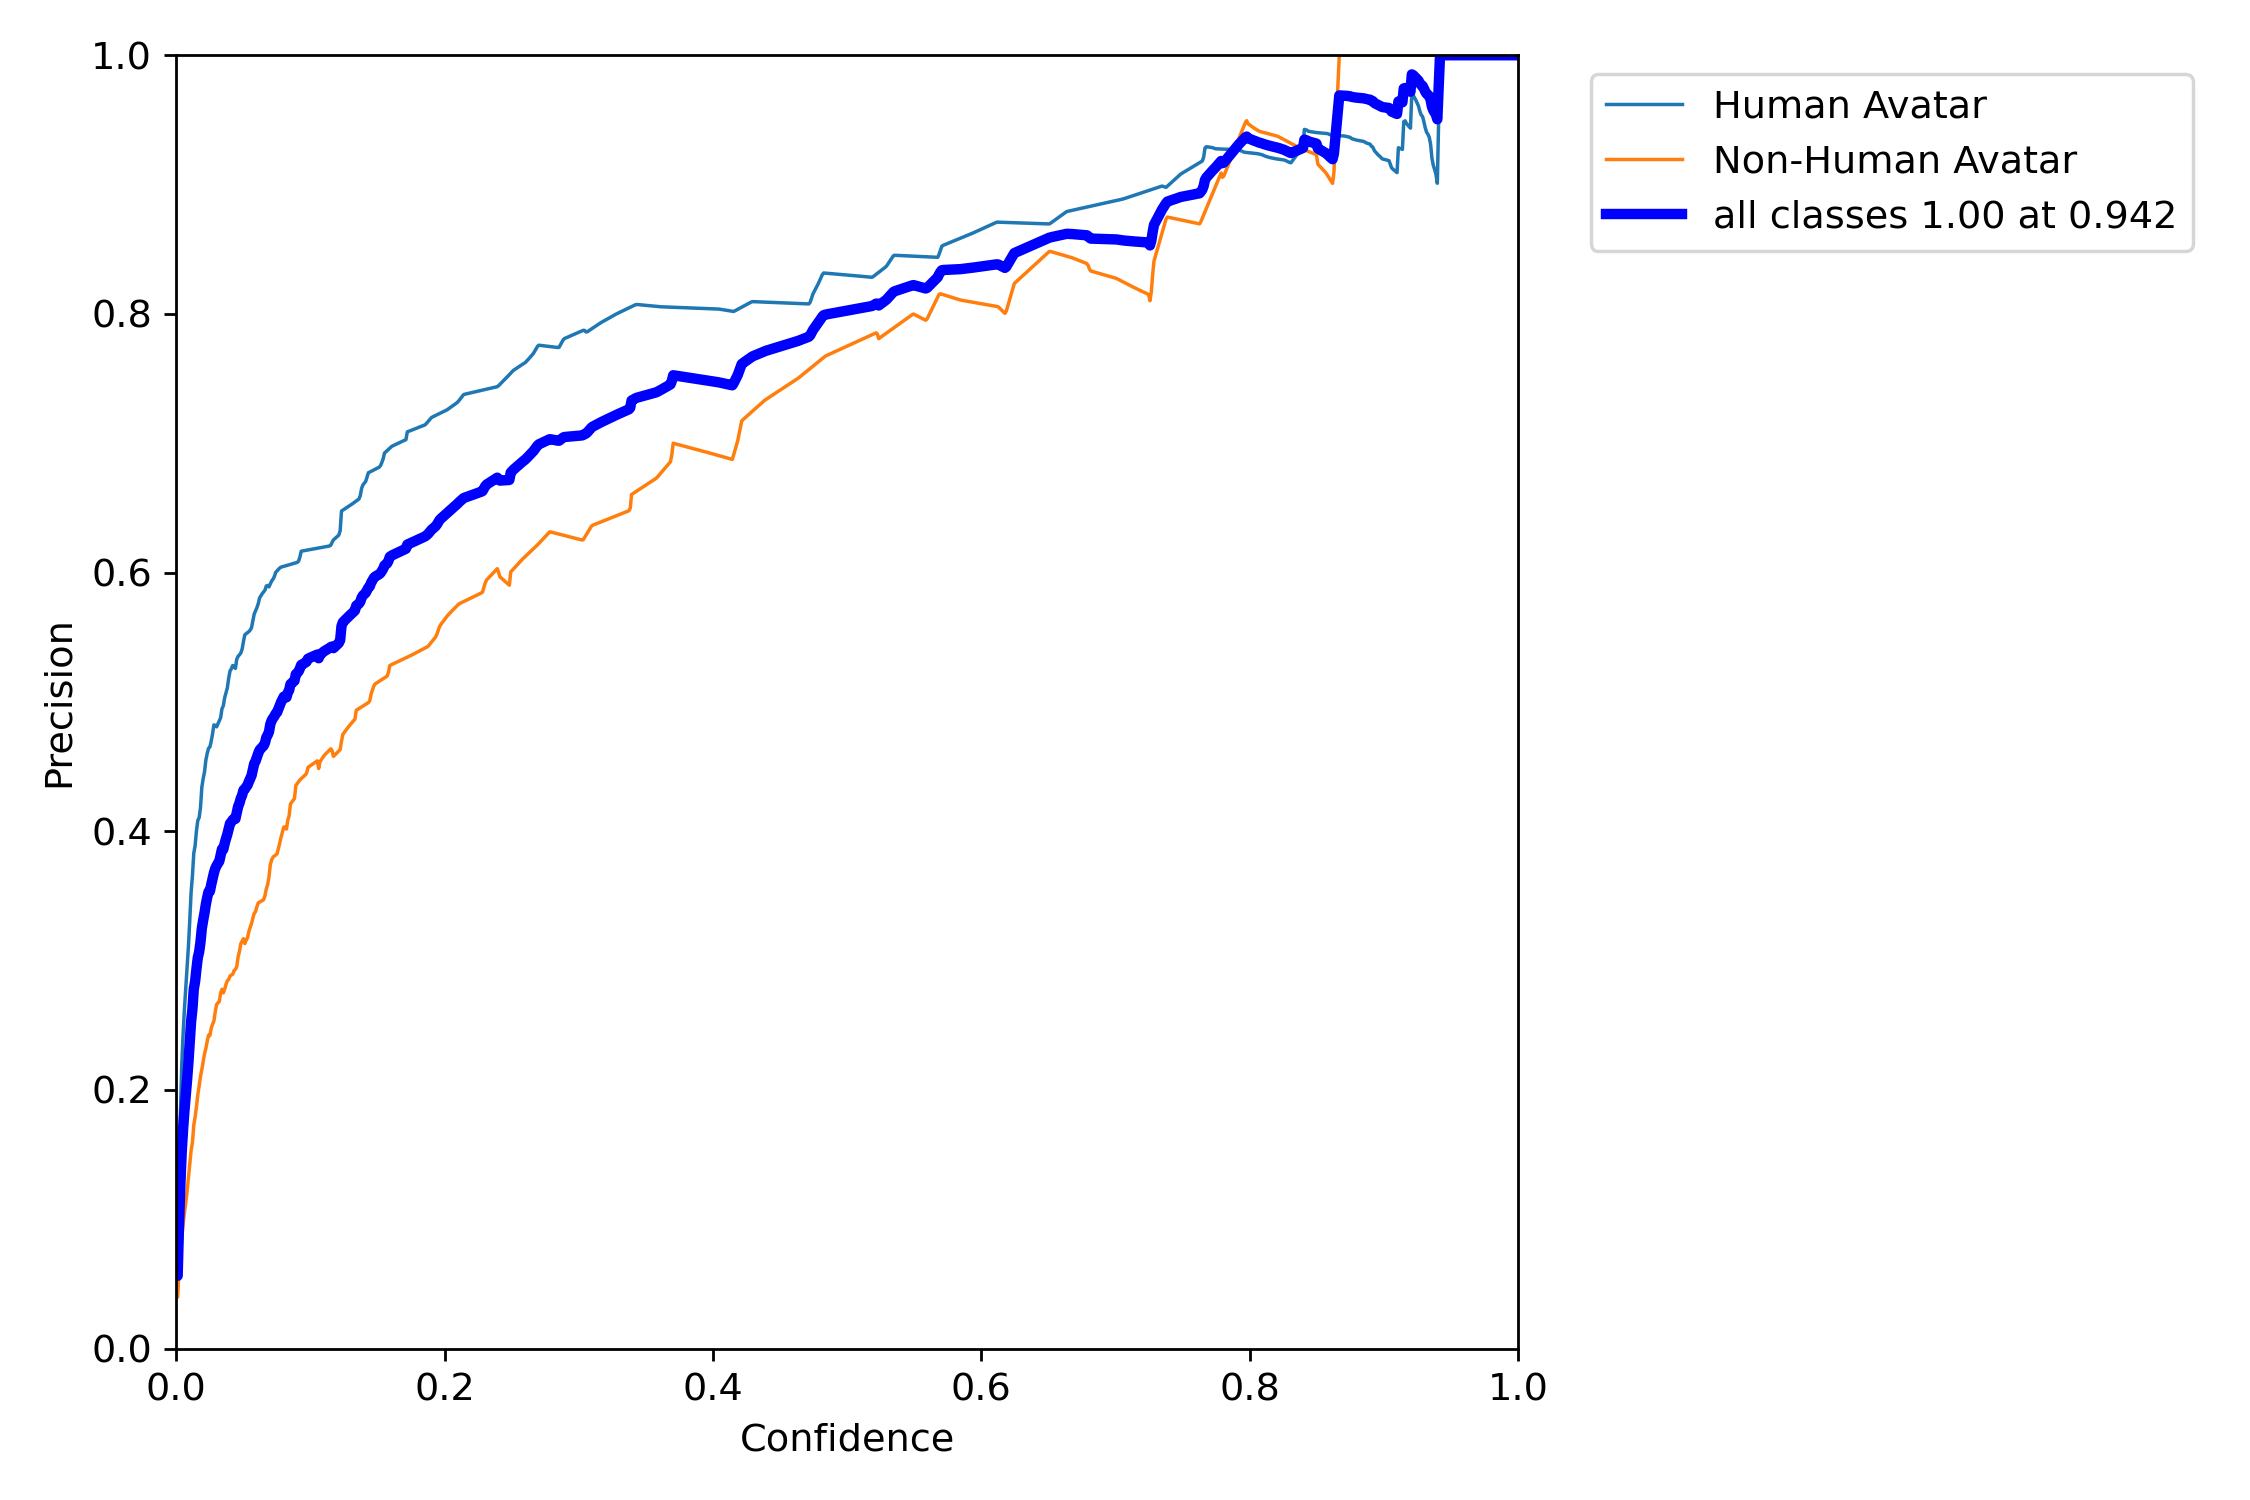 1.0
0.8
0.6
0.4
0.2
0.0
Precision
0.0 0.2 0.4 0.6 0.8 1.0
Confidence
Human Avatar
Non-Human Avatar
all classes 1.00 at 0.942